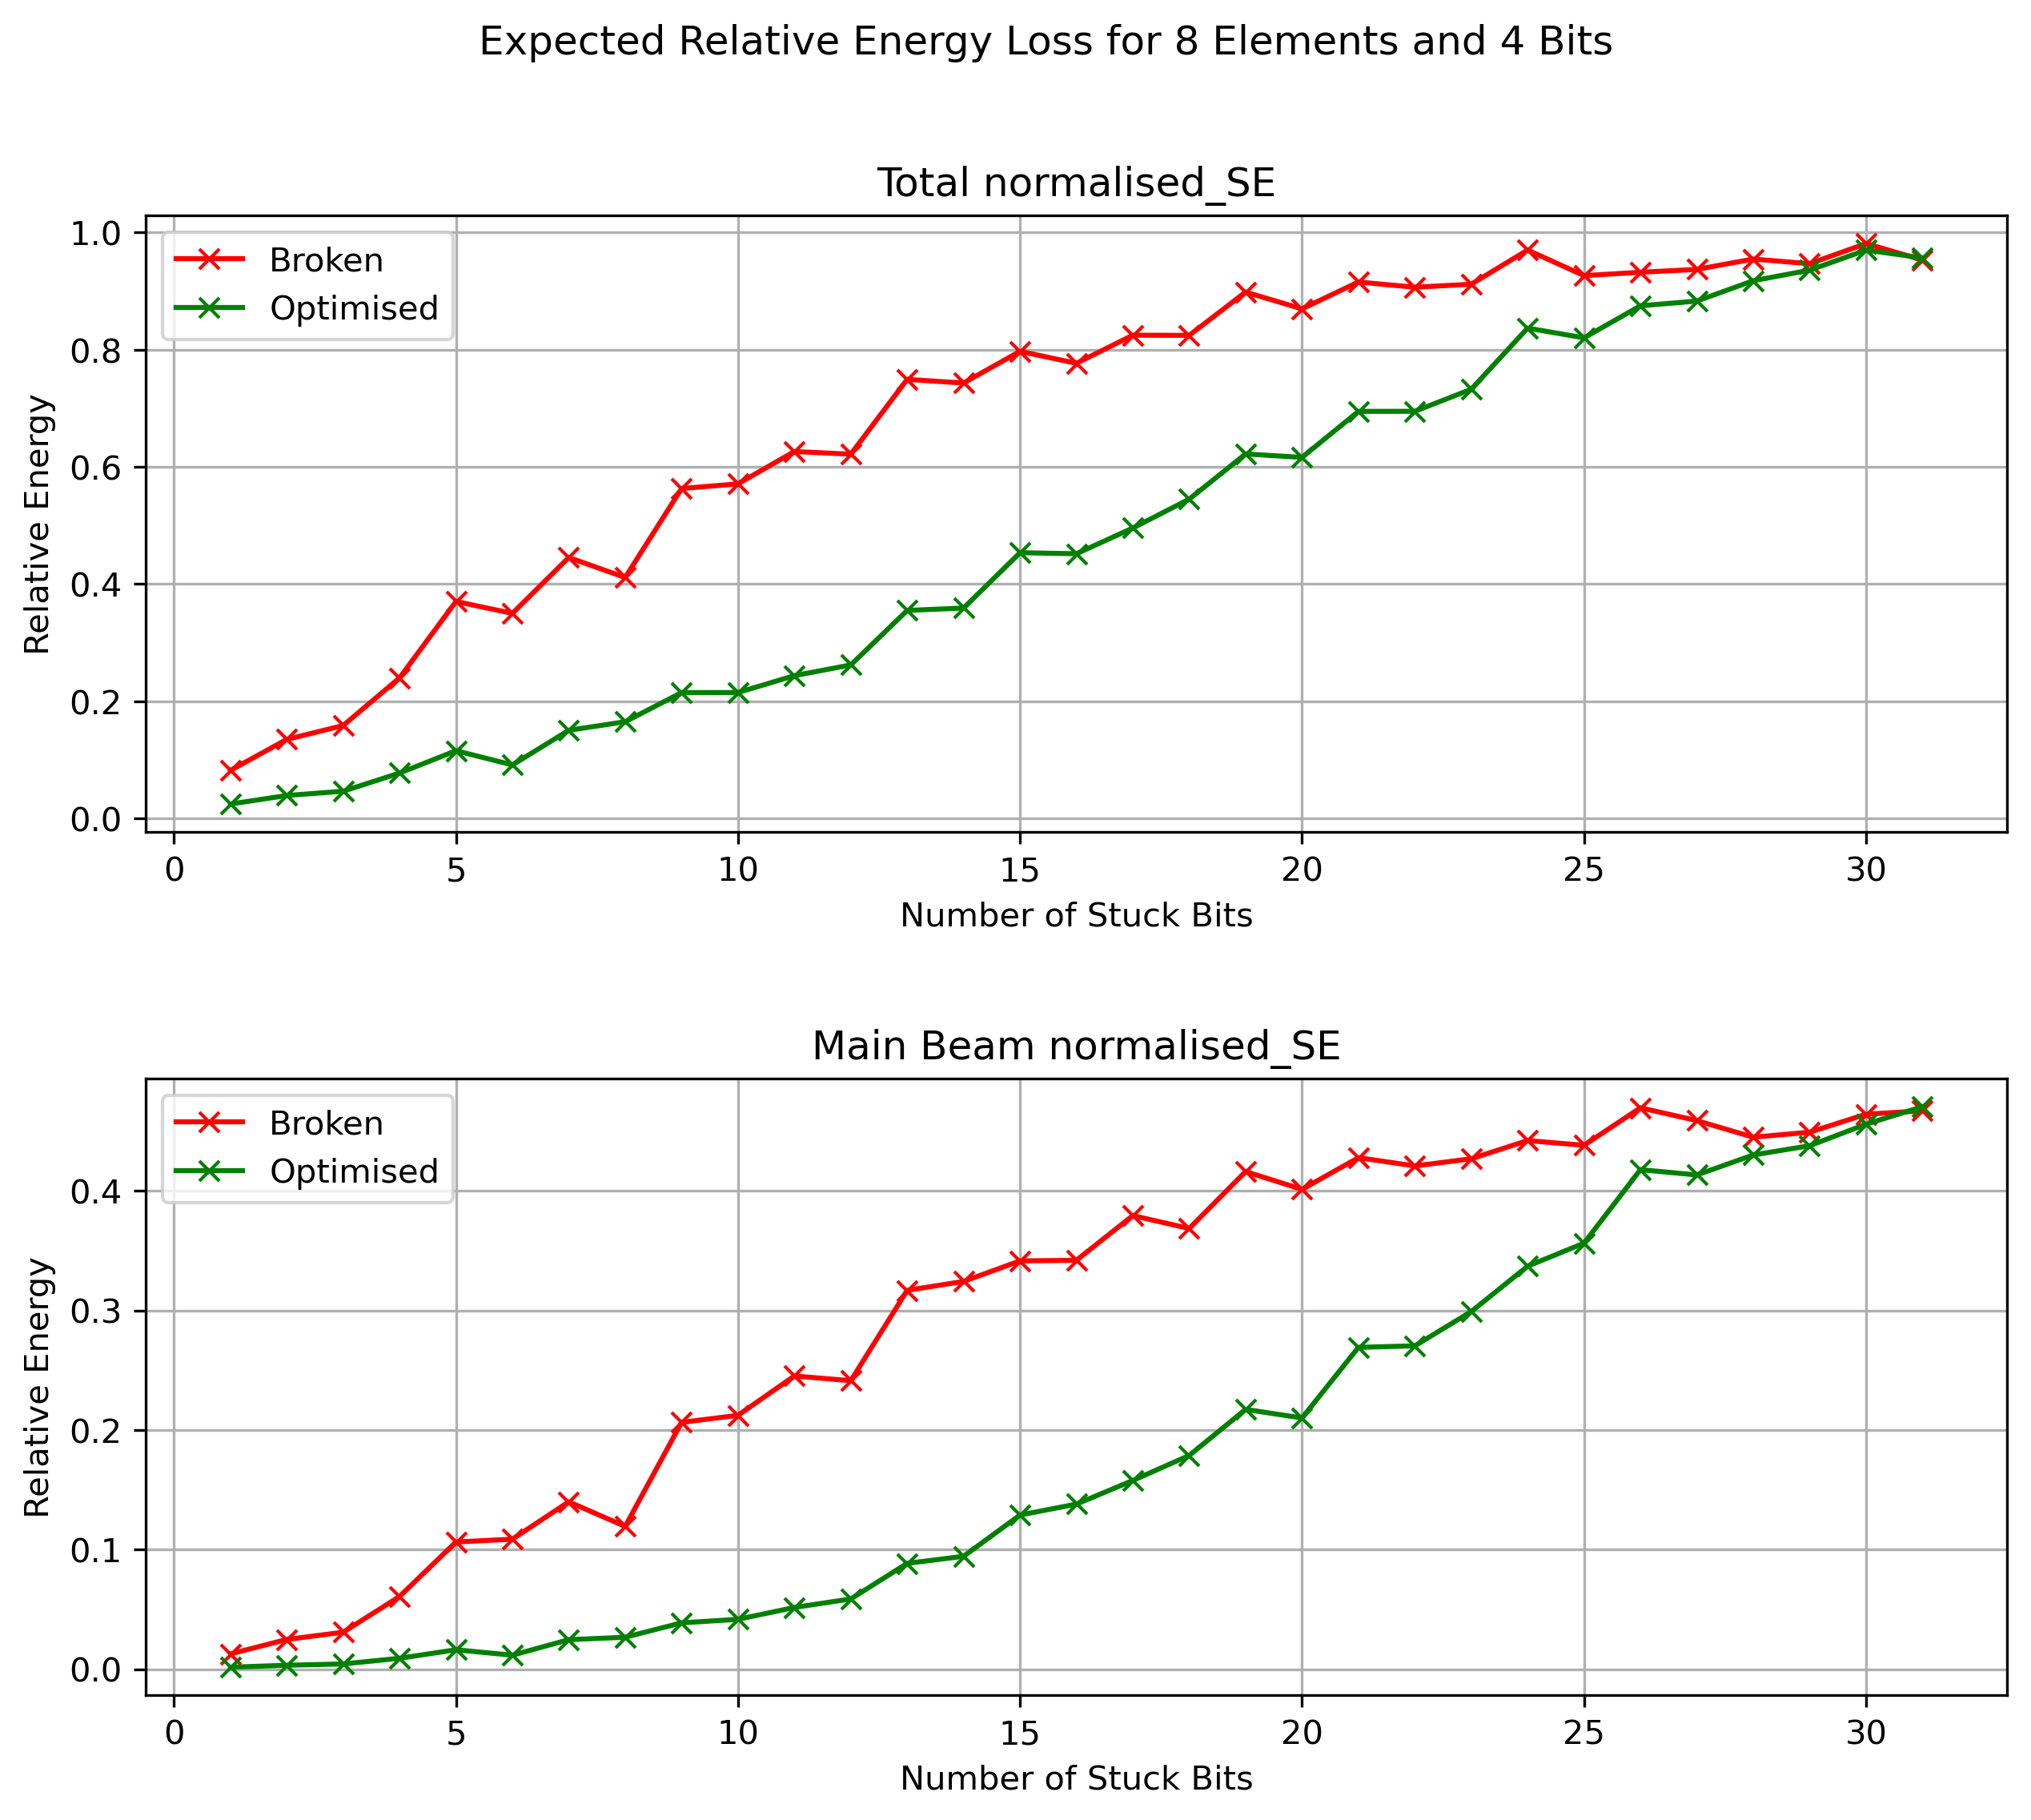 Expected Relative Energy Loss for 8 Elements and 4 Bits
Total normalised_SE
Broken
Optimised
Relative Energy
1.0
0.8
0.6
0.4
0.2
0.0
0 5 10 15 20 25 30
Number of Stuck Bits
Main Beam normalised_SE
Broken
Optimised
Relative Energy
0.4
0.3
0.2
0.1
0.0
0 5 10 15 20 25 30
Number of Stuck Bits